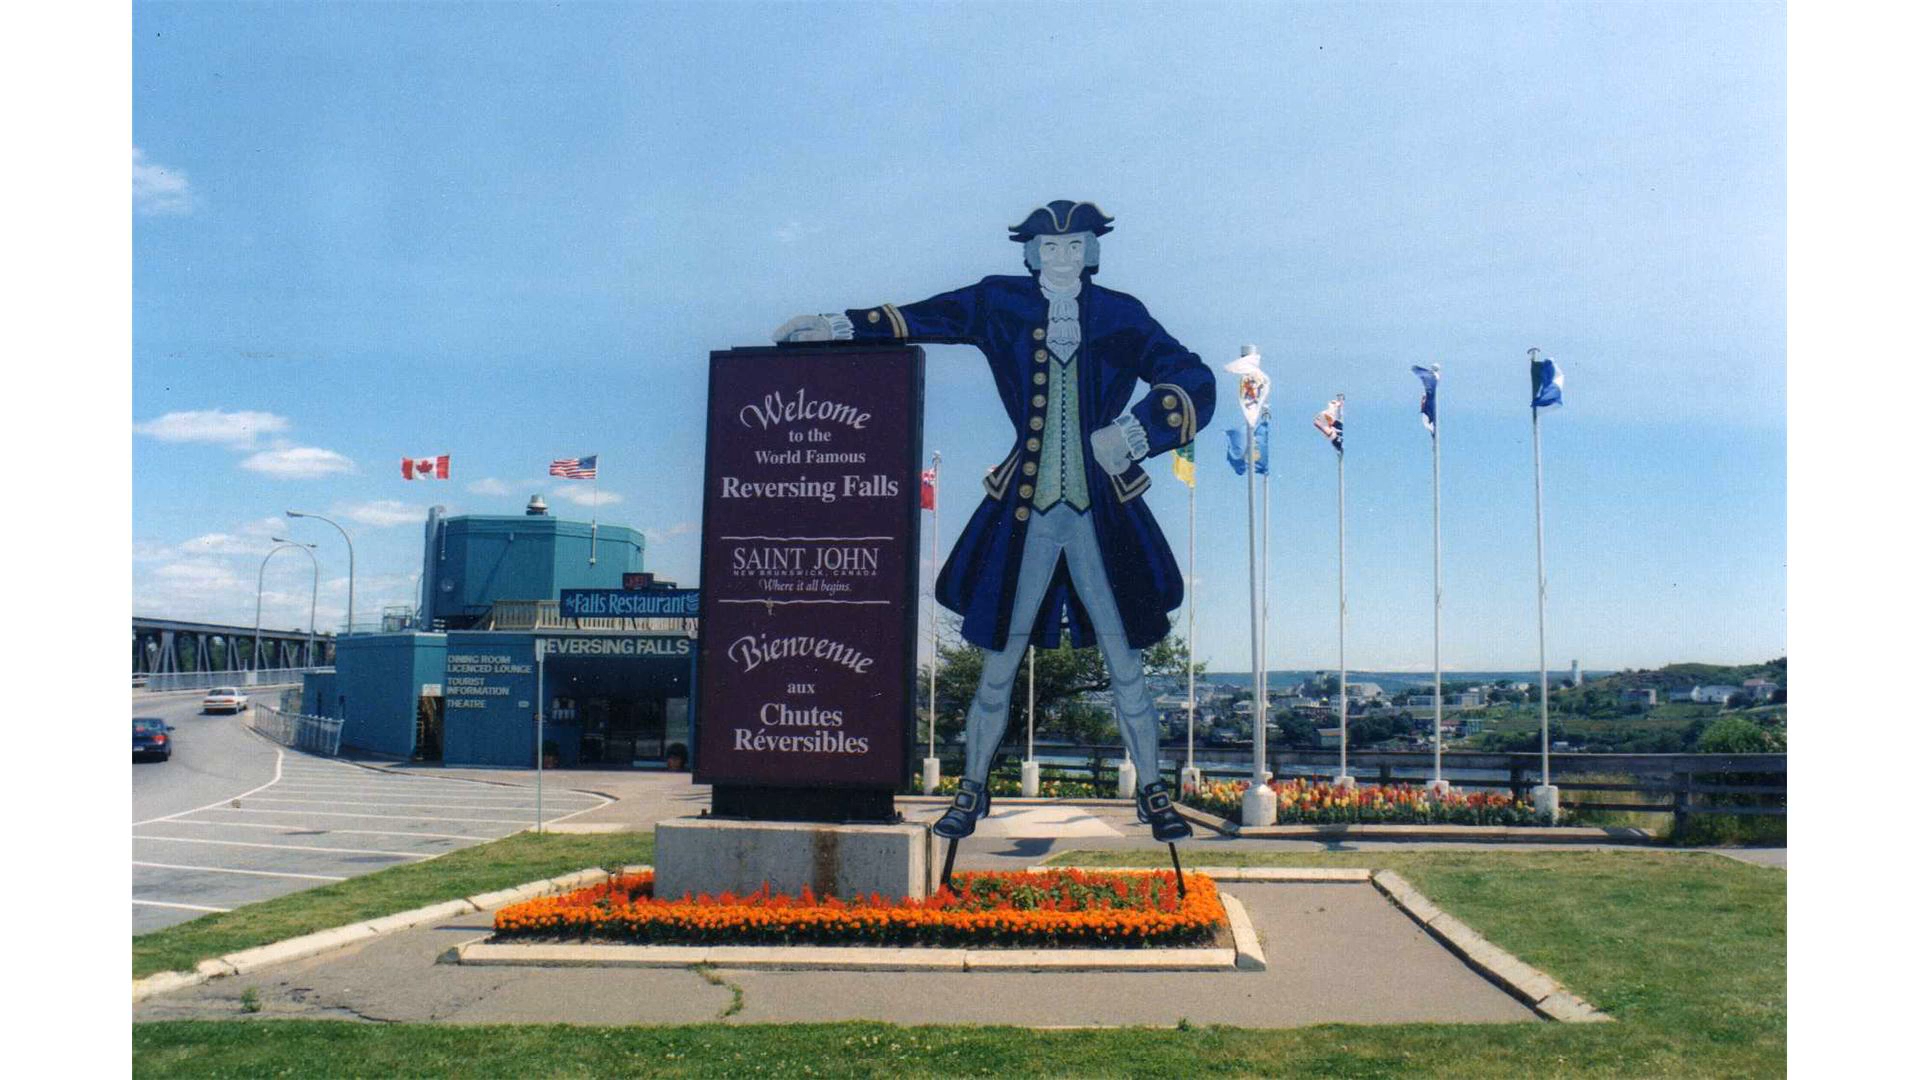 Welcome
to the
World Famous
Reversing Falls
SAINT JOHN
NEW BRUNSWICK, CANADA
Where it all begins.
Bienvenue
aux
Chutes
Réversibles
Falls Restaurant
REVERSING FALLS
DINING ROOM
LICENCED LOUNGE
TOURIST
INFORMATION
THEATRE